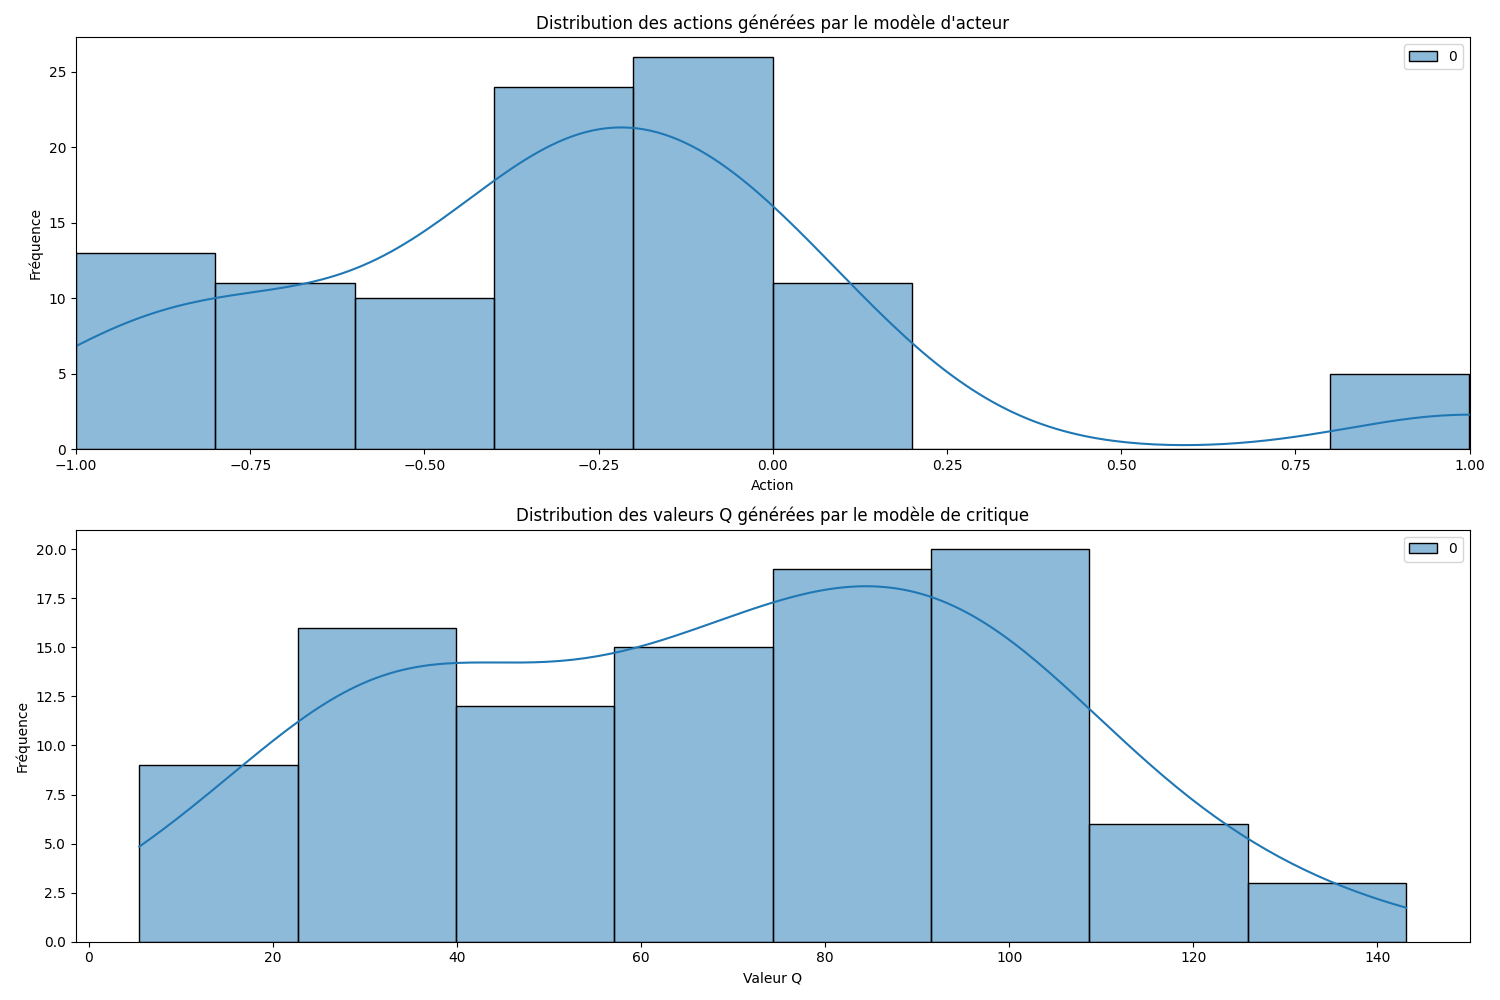 Distribution des actions générées par le modèle d'acteur
0
25
20
15
10
5
0
Fréquence
−1.00 −0.75 −0.50 −0.25 0.00 0.25 0.50 0.75 1.00
Action
Distribution des valeurs Q générées par le modèle de critique
0
20.0
17.5
15.0
12.5
10.0
7.5
5.0
2.5
0.0
Fréquence
0 20 40 60 80 100 120 140
Valeur Q